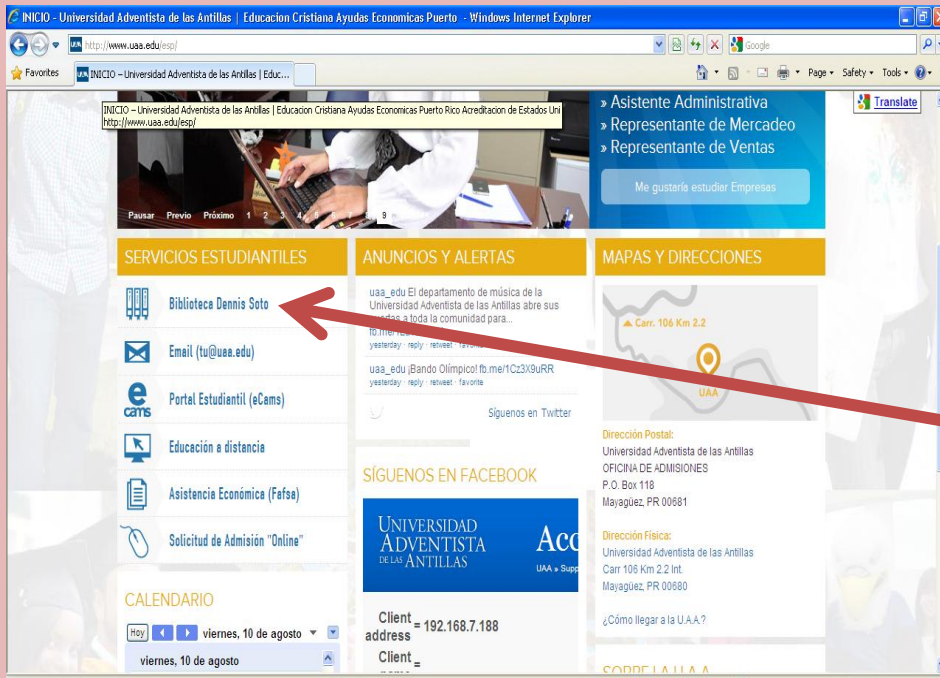 INICIO - Universidad Adventista de las Antillas | Educacion Cristiana Ayudas Economicas Puerto - Windows Internet Explorer
http://www.uaa.edu/esp/
Google
Favorites
INICIO – Universidad Adventista de las Antillas | Educ...
Page
Safety
Tools
INICIO – Universidad Adventista de las Antillas | Educacion Cristiana Ayudas Economicas Puerto Rico Acreditacion de Estados Uni
http://www.uaa.edu/esp/
» Asistente Administrativa
» Representante de Mercadeo
» Representante de Ventas
Me gustaría estudiar Empresas
Translate
Pausar Previo Próximo 1 2 3 4 5 6 7 8 9
SERVICIOS ESTUDIANTILES
Biblioteca Dennis Soto
Email (tu@uaa.edu)
e cams
Portal Estudiantil (eCams)
Educación a distancia
Asistencia Económica (Fafsa)
Solicitud de Admisión "Online"
CALENDARIO
Hoy
viernes, 10 de agosto
viernes, 10 de agosto
ANUNCIOS Y ALERTAS
uaa_edu El departamento de música de la
Universidad Adventista de las Antillas abre sus
a toda la comunidad para...
yesterday · reply · retweet ·
uaa_edu ¡Bando Olímpico! fb.me/1Cz3X9uRR
yesterday · reply · retweet · favorite
Síguenos en Twitter
SÍGUENOS EN FACEBOOK
UNIVERSIDAD
ADVENTISTA
DE LAS ANTILLAS
Acc
UAA » Supp
Client
address = 192.168.7.188
Client
=
MAPAS Y DIRECCIONES
Carr. 106 Km 2.2
UAA
Dirección Postal:
Universidad Adventista de las Antillas
OFICINA DE ADMISIONES
P.O. Box 118
Mayagüez, PR 00681
Dirección Física:
Universidad Adventista de las Antillas
Carr 106 Km 2.2 Int.
Mayagüez, PR 00680
¿Cómo llegar a la U.A.A.?
SOBRE LA U.A.A.